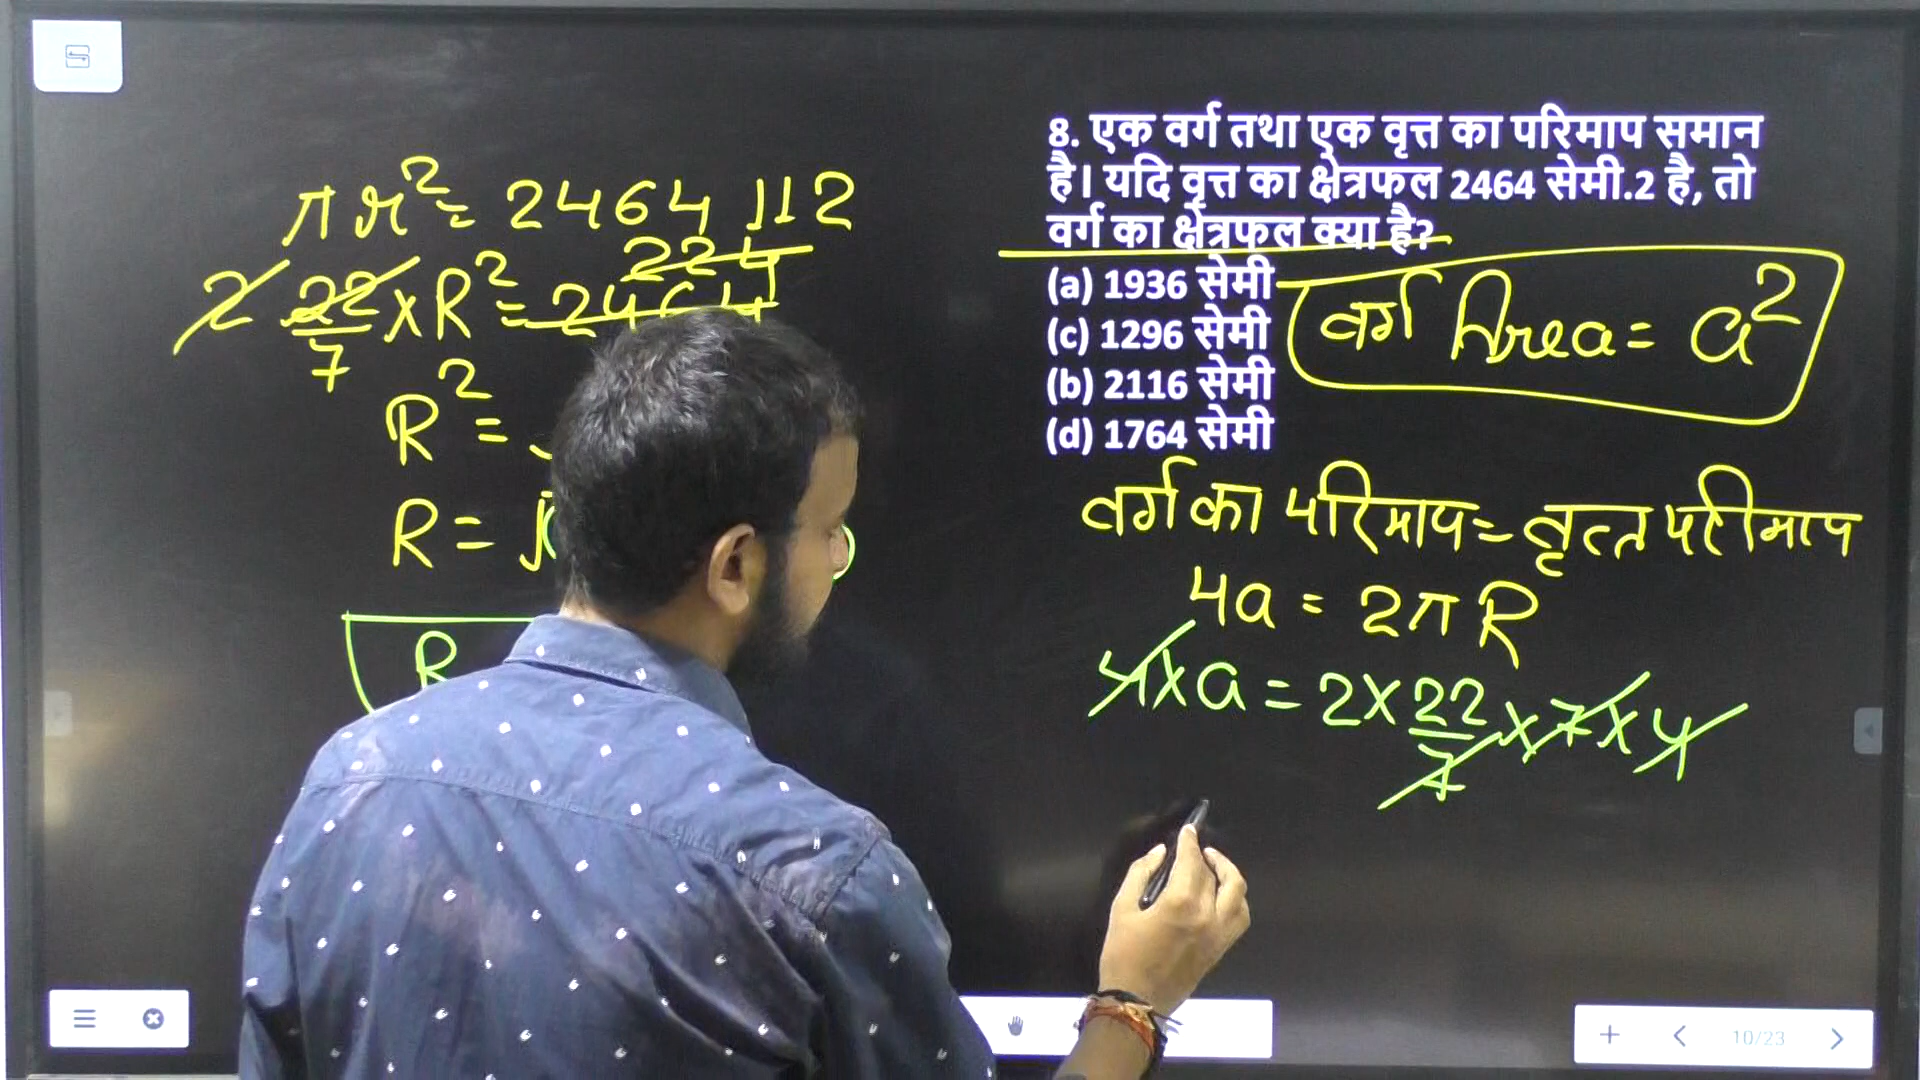 πr² = 2464 112
224
2 22/7 × R² = 2464
R² =
R =
R
8. एक वर्ग तथा एक वृत्त का परिमाप समान
है। यदि वृत्त का क्षेत्रफल 2464 सेमी.2 है, तो
वर्ग का क्षेत्रफल क्या है?
(a) 1936 सेमी
(c) 1296 सेमी
(b) 2116 सेमी
(d) 1764 सेमी
वर्ग Area = a²
वर्ग का परिमाप = वृत्त परिमाप
4a = 2πR
4 × a = 2 × 22/7 × 7 × 4
10/23